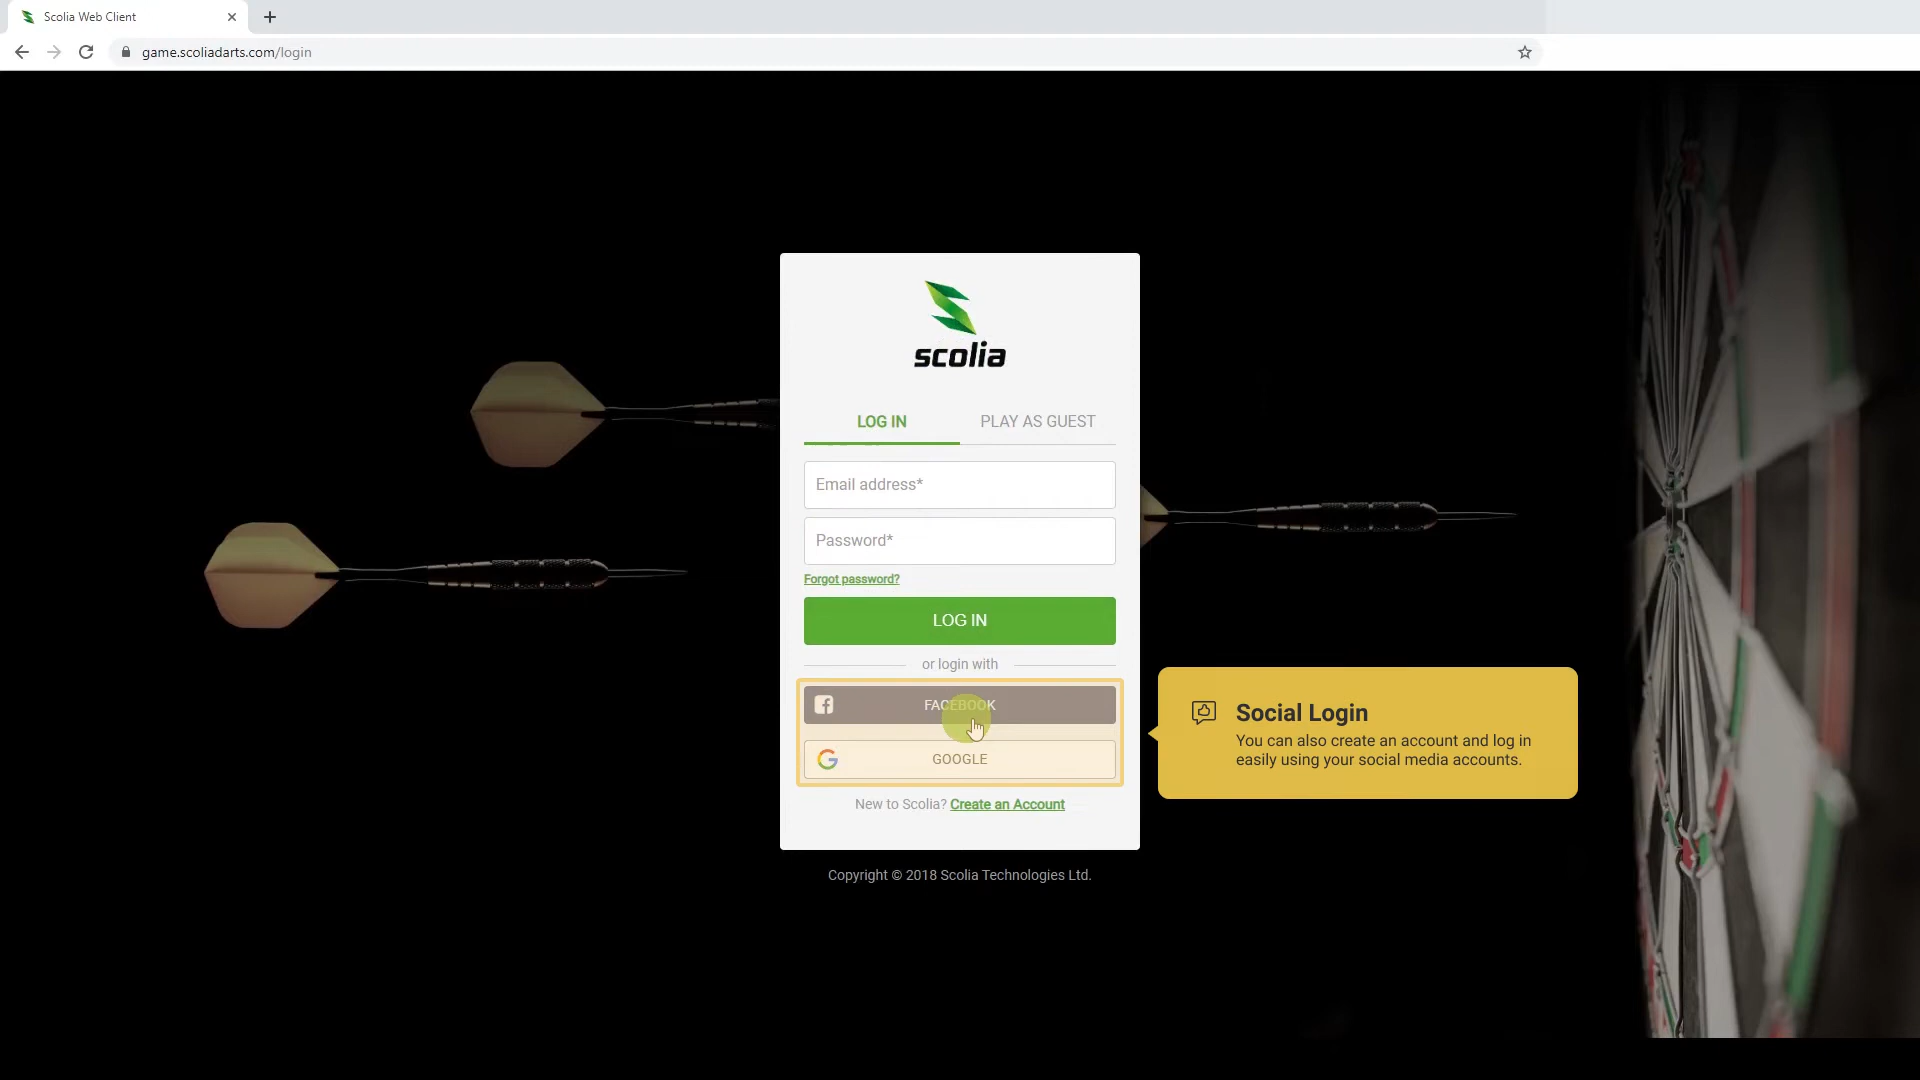 Scolia Web Client
game.scoliadarts.com/login
scolia
LOG IN
PLAY AS GUEST
Email address*
Password*
Forgot password?
LOG IN
or login with
FACEBOOK
GOOGLE
New to Scolia? Create an Account
Social Login
You can also create an account and log in
easily using your social media accounts.
Copyright © 2018 Scolia Technologies Ltd.